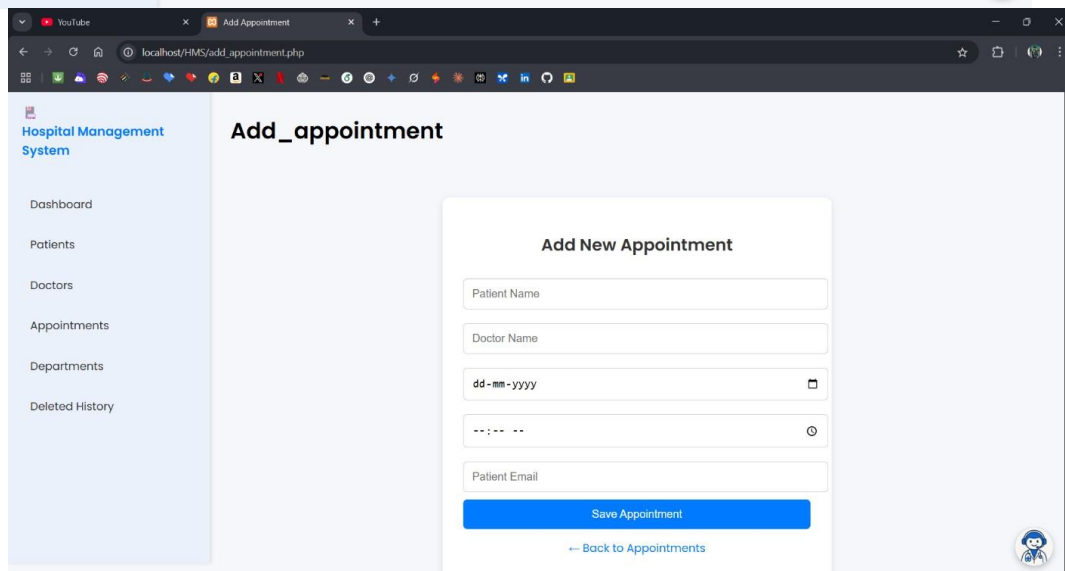 YouTube
Add Appointment
localhost/HMS/add_appointment.php
Hospital Management
System
Dashboard
Patients
Doctors
Appointments
Departments
Deleted History
Add_appointment
Add New Appointment
Patient Name
Doctor Name
dd-mm-yyyy
--:-- --
Patient Email
Save Appointment
← Back to Appointments